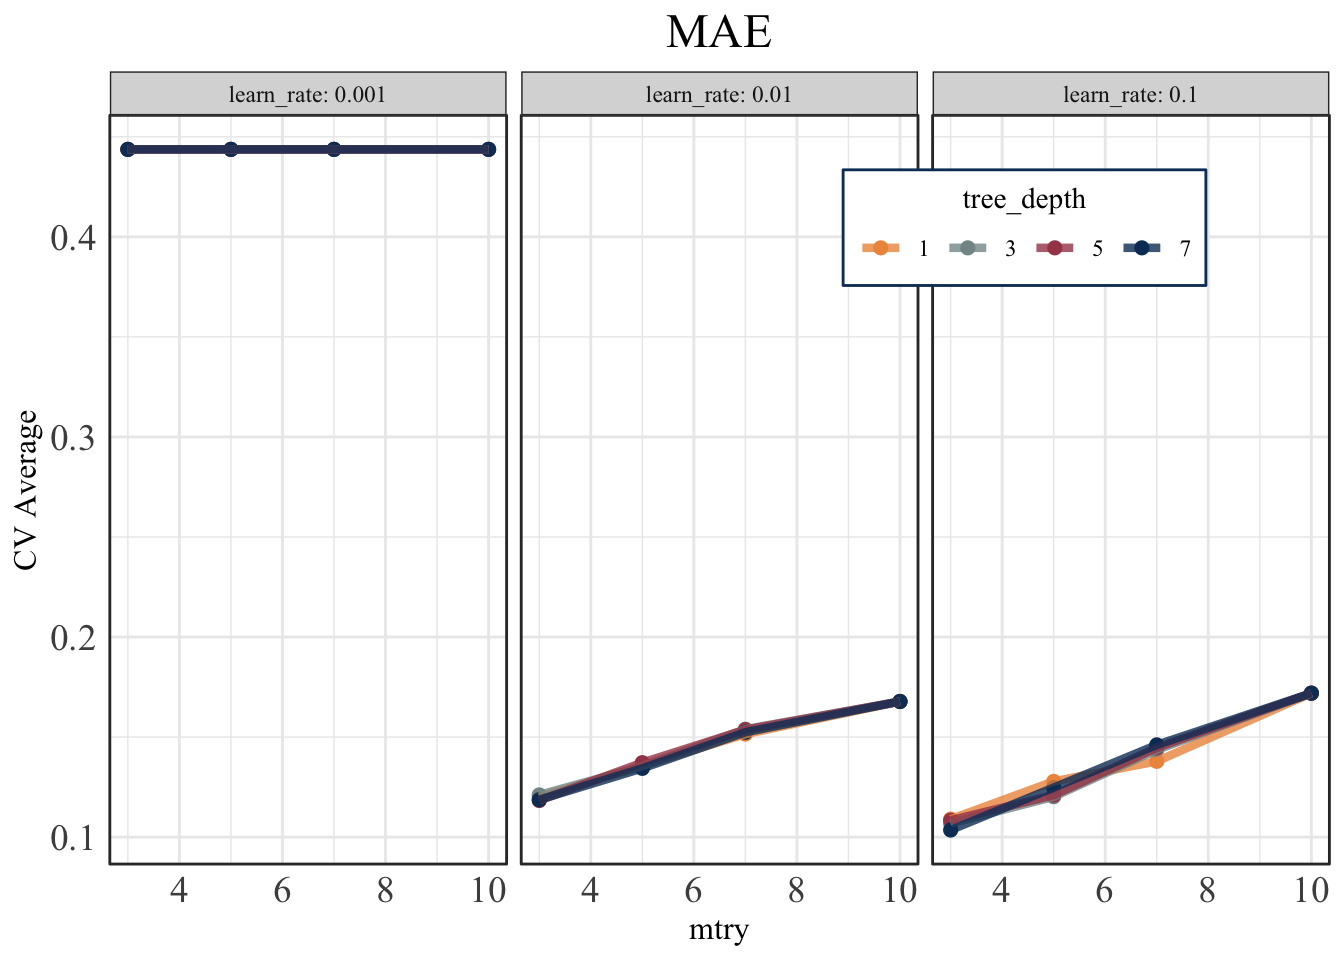 MAE
learn_rate: 0.001
learn_rate: 0.01
learn_rate: 0.1
tree_depth
1 3 5 7
CV Average
0.4
0.3
0.2
0.1
4 6 8 10
4 6 8 10
4 6 8 10
mtry